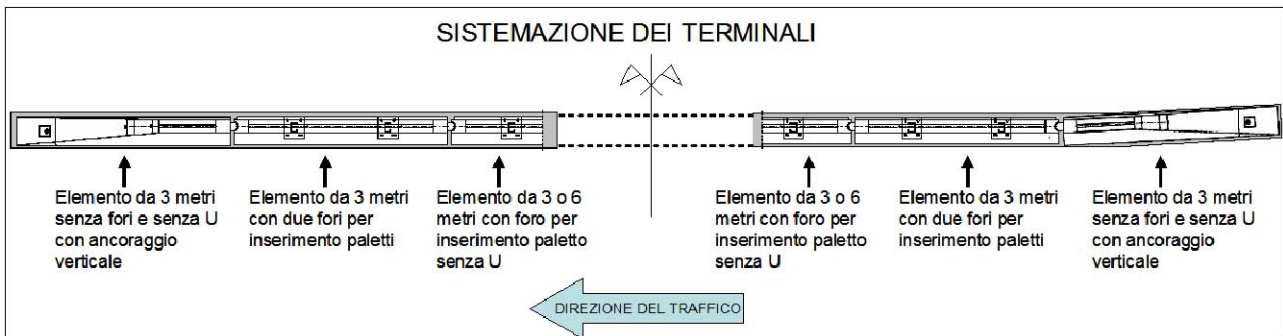 SISTEMAZIONE DEI TERMINALI
Elemento da 3 metri
senza fori e senza U
con ancoraggio
verticale
Elemento da 3 metri
con due fori per
inserimento paletti
Elemento da 3 o 6
metri con foro per
inserimento paletto
senza U
Elemento da 3 o 6
metri con foro per
inserimento paletto
senza U
Elemento da 3 metri
con due fori per
inserimento paletti
Elemento da 3 metri
senza fori e senza U
con ancoraggio
verticale
DIREZIONE DEL TRAFFICO